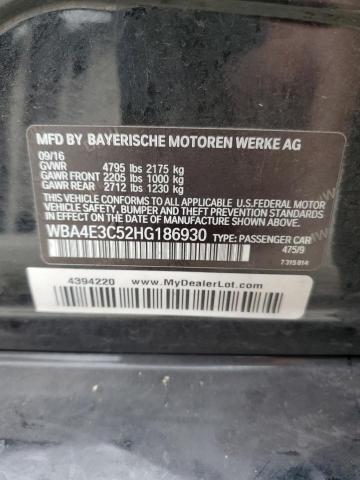 MFD BY BAYERISCHE MOTOREN WERKE AG
09/16
GVWR 4795 lbs 2175 kg
GAWR FRONT 2205 lbs 1000 kg
GAWR REAR 2712 lbs 1230 kg
THIS VEHICLE CONFORMS TO ALL APPLICABLE U.S.FEDERAL MOTOR
VEHICLE SAFETY, BUMPER, AND THEFT PREVENTION STANDARDS
IN EFFECT ON THE DATE OF MANUFACTURE SHOWN ABOVE.
WBA4E3C52HG186930 TYPE: PASSENGER CAR
475/9
7 315 814
4394220 www.MyDealerLot.com